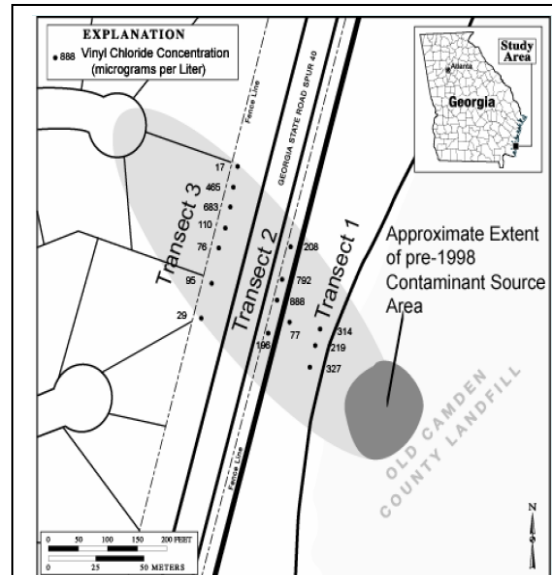 EXPLANATION
• 888 Vinyl Chloride Concentration
(micrograms per Liter)
Study
Area
Atlanta
Georgia
Fence Line
GEORGIA STATE ROAD SPUR 40
17
465
683
110
76
95
29
Transect 3
Transect 2
Transect 1
208
792
888
77
196
314
219
327
Approximate Extent
of pre-1998
Contaminant Source
Area
OLD CAMDEN
COUNTY LANDFILL
Fence Line
N
0 50 100 150 200 FEET
0 25 50 METERS